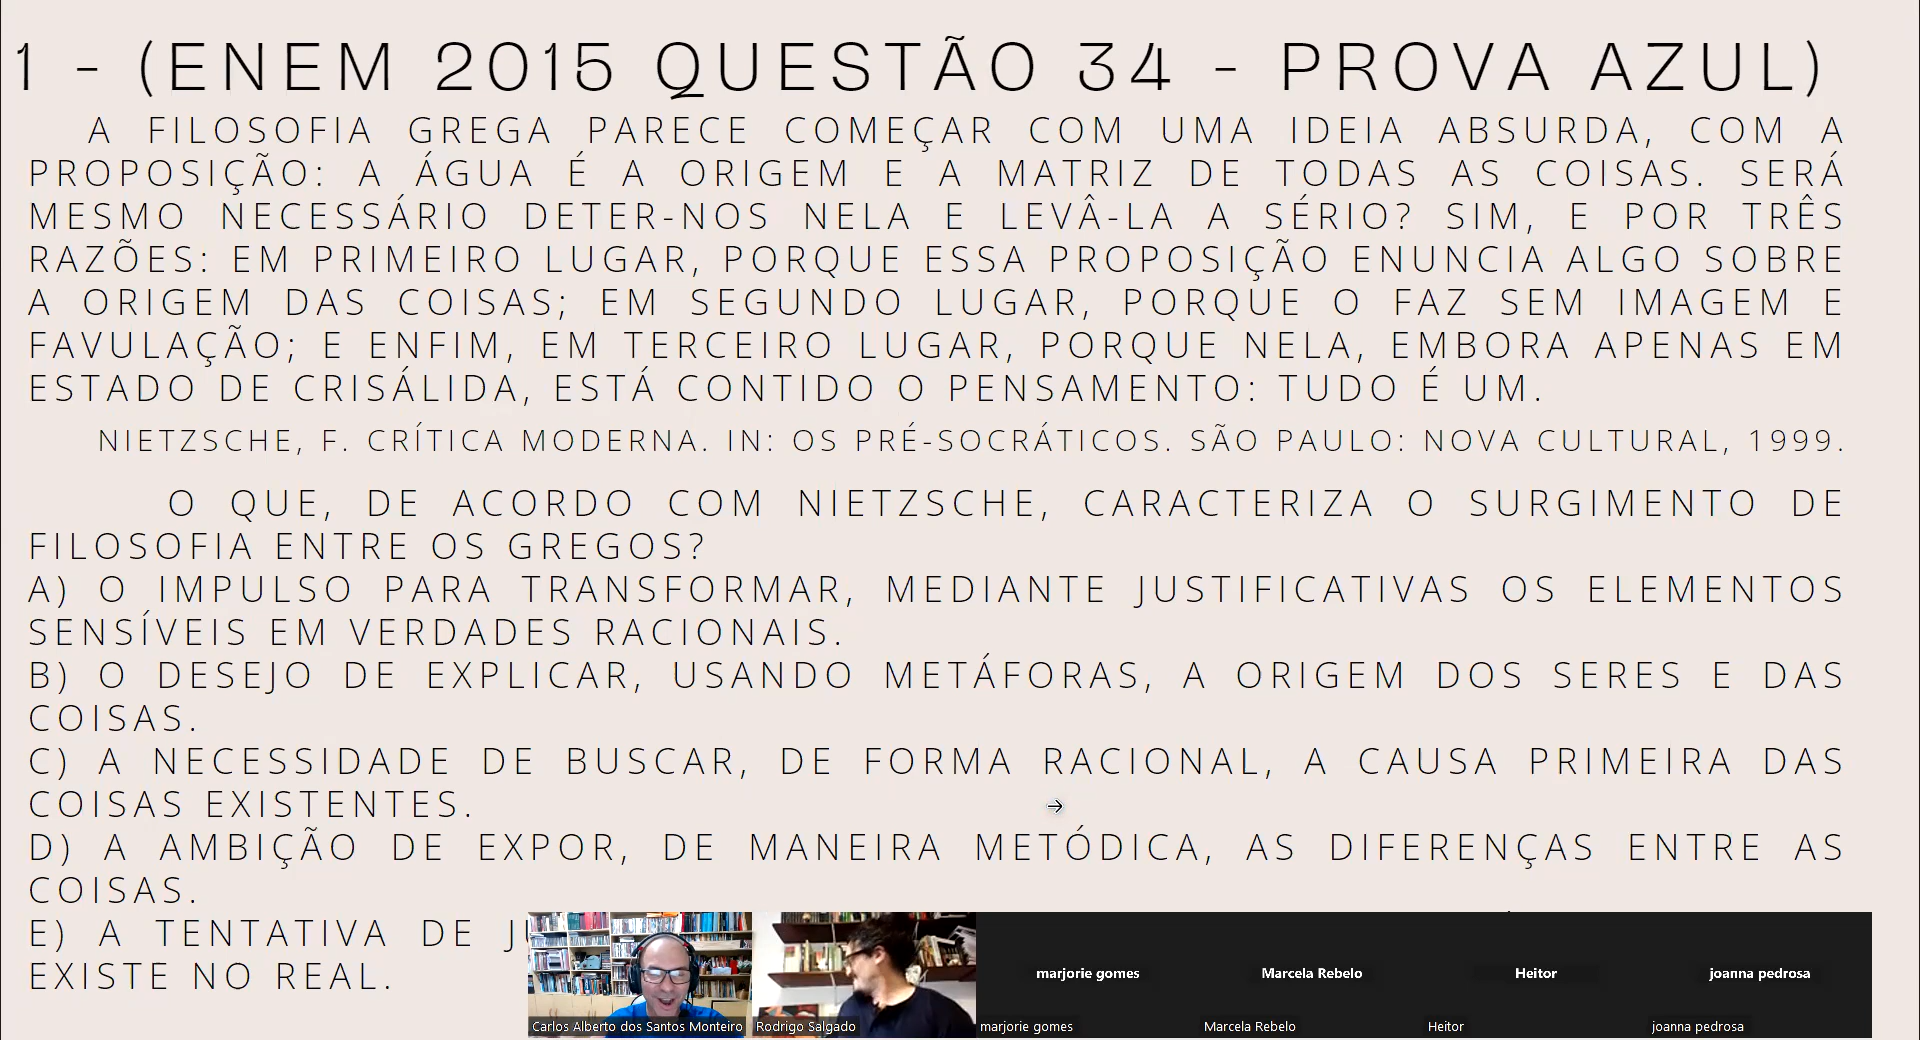 1 - (ENEM 2015 QUESTÃO 34 - PROVA AZUL)
A FILOSOFIA GREGA PARECE COMEÇAR COM UMA IDEIA ABSURDA, COM A
PROPOSIÇÃO: A ÁGUA É A ORIGEM E A MATRIZ DE TODAS AS COISAS. SERÁ
MESMO NECESSÁRIO DETER-NOS NELA E LEVÂ-LA A SÉRIO? SIM, E POR TRÊS
RAZÕES: EM PRIMEIRO LUGAR, PORQUE ESSA PROPOSIÇÃO ENUNCIA ALGO SOBRE
A ORIGEM DAS COISAS; EM SEGUNDO LUGAR, PORQUE O FAZ SEM IMAGEM E
FAVULAÇÃO; E ENFIM, EM TERCEIRO LUGAR, PORQUE NELA, EMBORA APENAS EM
ESTADO DE CRISÁLIDA, ESTÁ CONTIDO O PENSAMENTO: TUDO É UM.
NIETZSCHE, F. CRÍTICA MODERNA. IN: OS PRÉ-SOCRÁTICOS. SÃO PAULO: NOVA CULTURAL, 1999.
O QUE, DE ACORDO COM NIETZSCHE, CARACTERIZA O SURGIMENTO DE
FILOSOFIA ENTRE OS GREGOS?
A) O IMPULSO PARA TRANSFORMAR, MEDIANTE JUSTIFICATIVAS OS ELEMENTOS
SENSÍVEIS EM VERDADES RACIONAIS.
B) O DESEJO DE EXPLICAR, USANDO METÁFORAS, A ORIGEM DOS SERES E DAS
COISAS.
C) A NECESSIDADE DE BUSCAR, DE FORMA RACIONAL, A CAUSA PRIMEIRA DAS
COISAS EXISTENTES.
D) A AMBIÇÃO DE EXPOR, DE MANEIRA METÓDICA, AS DIFERENÇAS ENTRE AS
COISAS.
E) A TENTATIVA DE
EXISTE NO REAL.
marjorie gomes Marcela Rebelo Heitor joanna pedrosa
Carlos Alberto dos Santos Monteiro Rodrigo Salgado marjorie gomes Marcela Rebelo Heitor joanna pedrosa